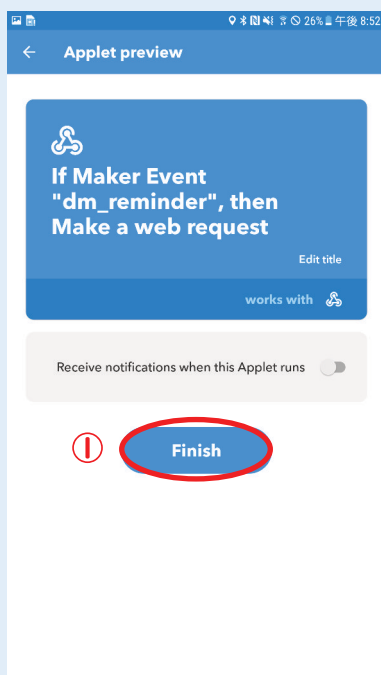 26% 午後 8:52
Applet preview
If Maker Event
"dm_reminder", then
Make a web request
Edit title
works with
Receive notifications when this Applet runs
① Finish